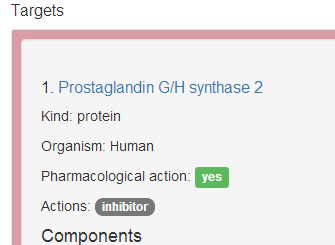 Targets
1. Prostaglandin G/H synthase 2
Kind: protein
Organism: Human
Pharmacological action: yes
Actions: inhibitor
Components